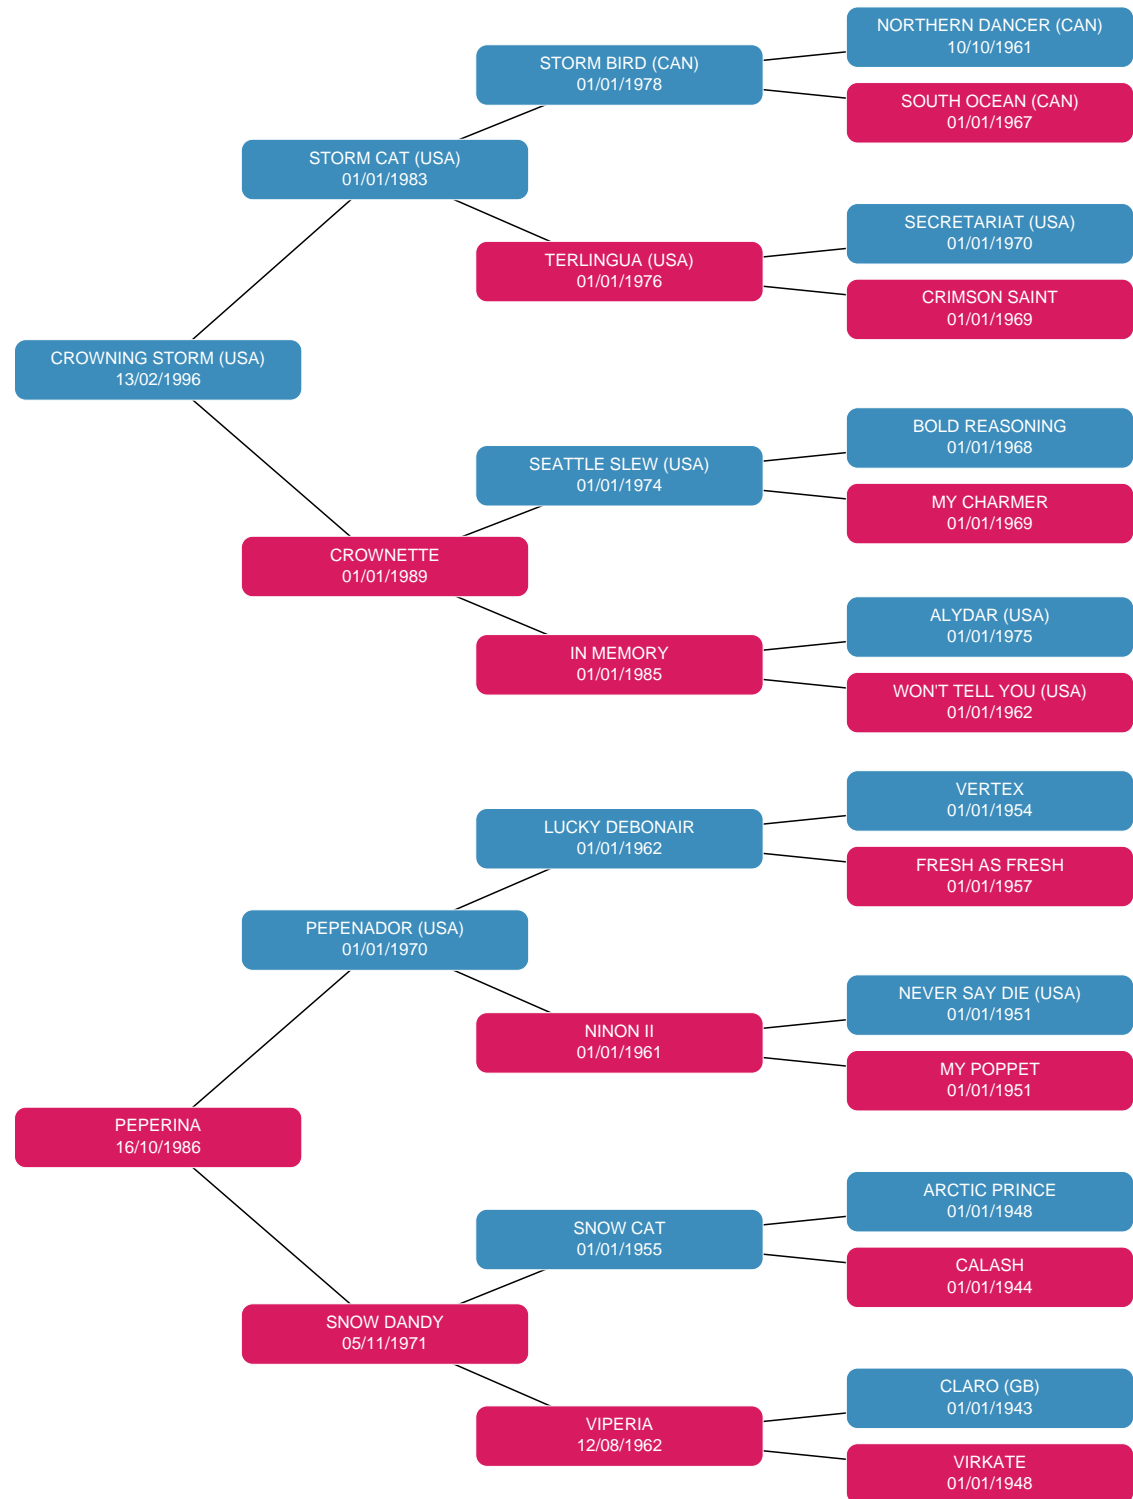 NORTHERN DANCER (CAN)
10/10/1961
STORM BIRD (CAN)
01/01/1978
SOUTH OCEAN (CAN)
01/01/1967
STORM CAT (USA)
01/01/1983
SECRETARIAT (USA)
01/01/1970
TERLINGUA (USA)
01/01/1976
CRIMSON SAINT
01/01/1969
CROWNING STORM (USA)
13/02/1996
BOLD REASONING
01/01/1968
SEATTLE SLEW (USA)
01/01/1974
MY CHARMER
01/01/1969
CROWNETTE
01/01/1989
ALYDAR (USA)
01/01/1975
IN MEMORY
01/01/1985
WON'T TELL YOU (USA)
01/01/1962
VERTEX
01/01/1954
LUCKY DEBONAIR
01/01/1962
FRESH AS FRESH
01/01/1957
PEPENADOR (USA)
01/01/1970
NEVER SAY DIE (USA)
01/01/1951
NINON II
01/01/1961
MY POPPET
01/01/1951
PEPERINA
16/10/1986
ARCTIC PRINCE
01/01/1948
SNOW CAT
01/01/1955
CALASH
01/01/1944
SNOW DANDY
05/11/1971
CLARO (GB)
01/01/1943
VIPERIA
12/08/1962
VIRKATE
01/01/1948